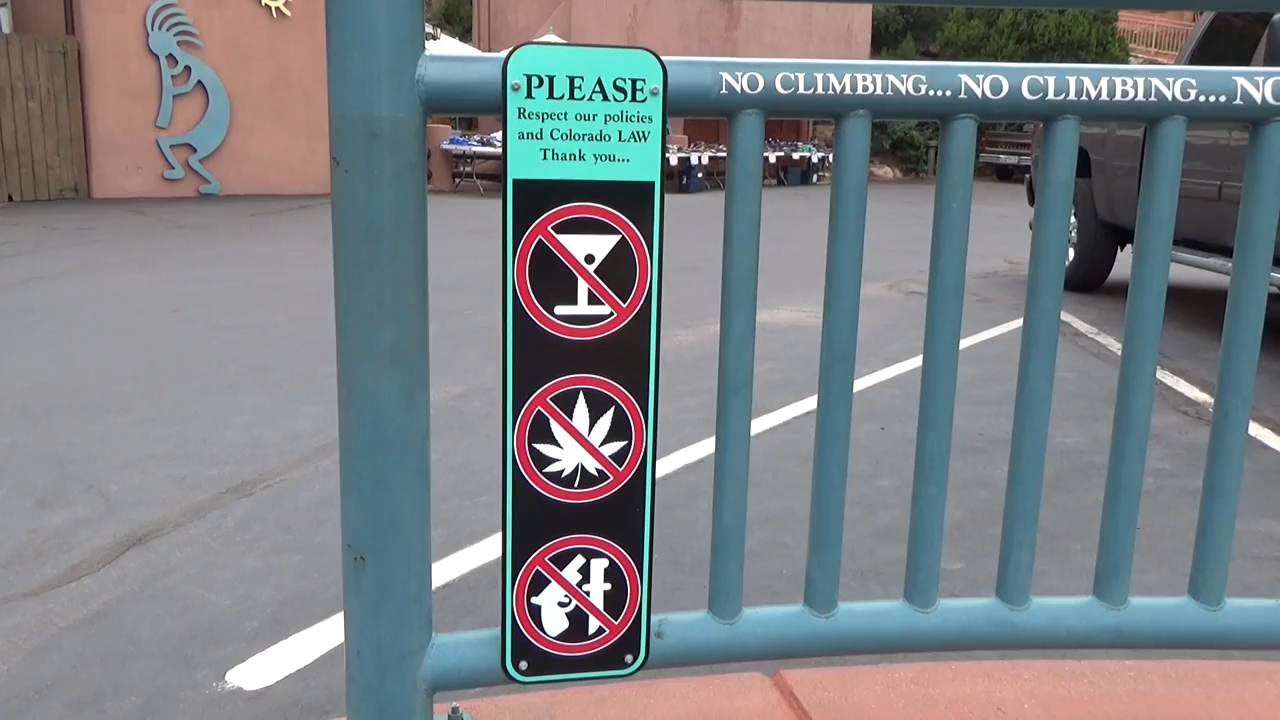 PLEASE
Respect our policies
and Colorado LAW
Thank you...
NO CLIMBING... NO CLIMBING... NO